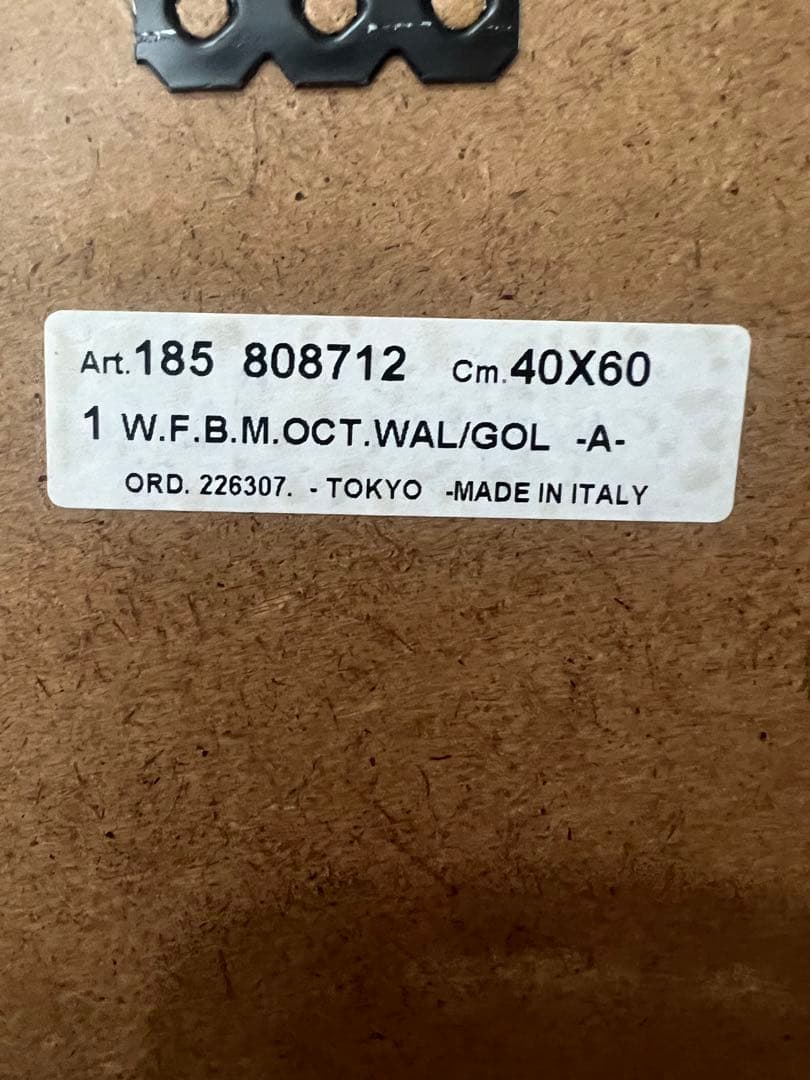 Art.185 808712 Cm.40X60
1 W.F.B.M.OCT.WAL/GOL -A-
ORD. 226307. - TOKYO -MADE IN ITALY